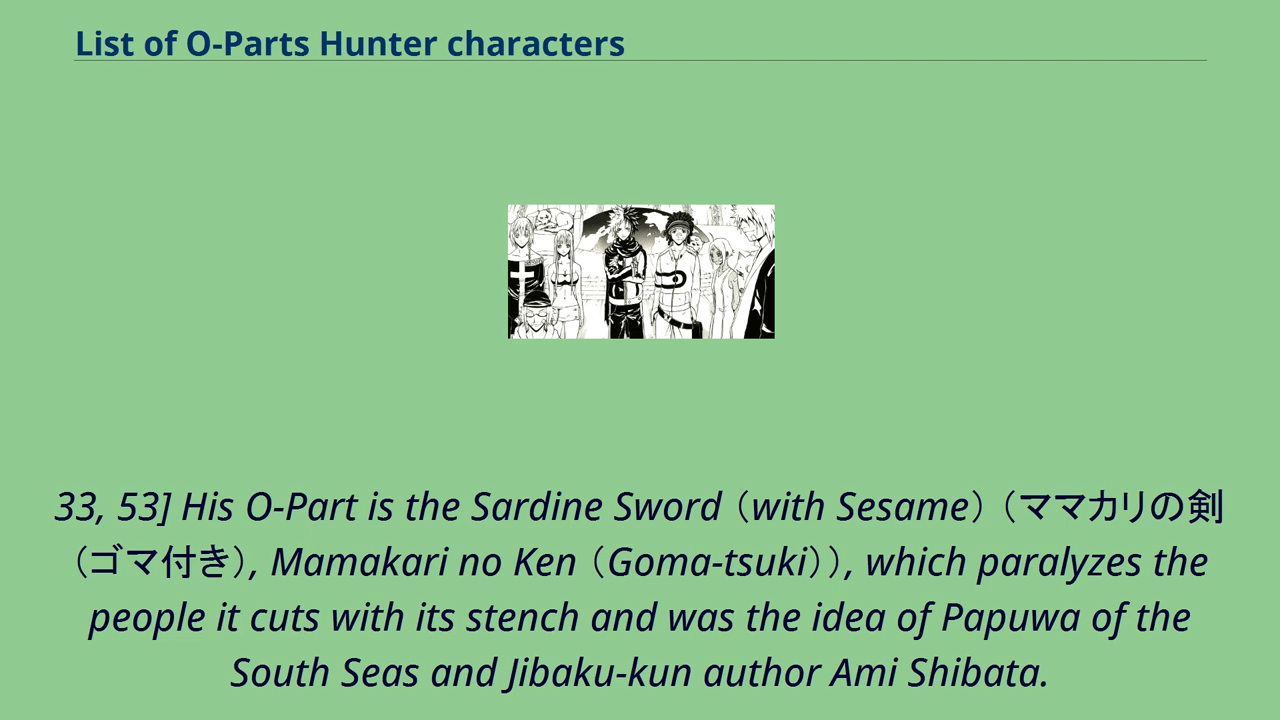 List of O-Parts Hunter characters
33, 53] His O-Part is the Sardine Sword（with Sesame）（ママカリの剣
（ゴマ付き）, Mamakari no Ken（Goma-tsuki））, which paralyzes the
people it cuts with its stench and was the idea of Papuwa of the
South Seas and Jibaku-kun author Ami Shibata.